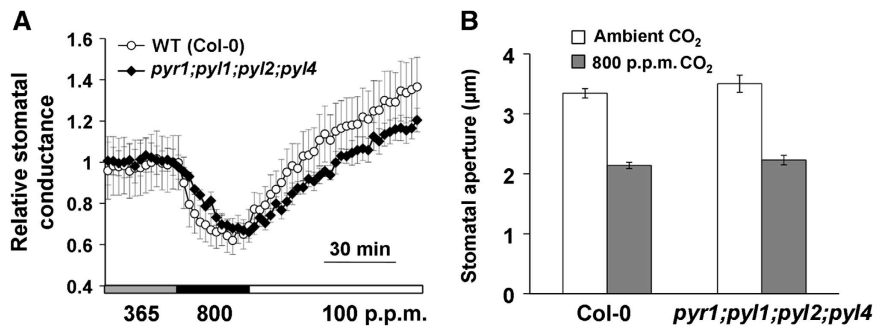 A
Relative stomatal
conductance
1.6
1.4
1.2
1
0.8
0.6
0.4
WT (Col-0)
pyr1;pyl1;pyl2;pyl4
30 min
365 800 100 p.p.m.
B
Stomatal aperture (µm)
4
3
2
1
0
Ambient CO₂
800 p.p.m. CO₂
Col-0 pyr1;pyl1;pyl2;pyl4